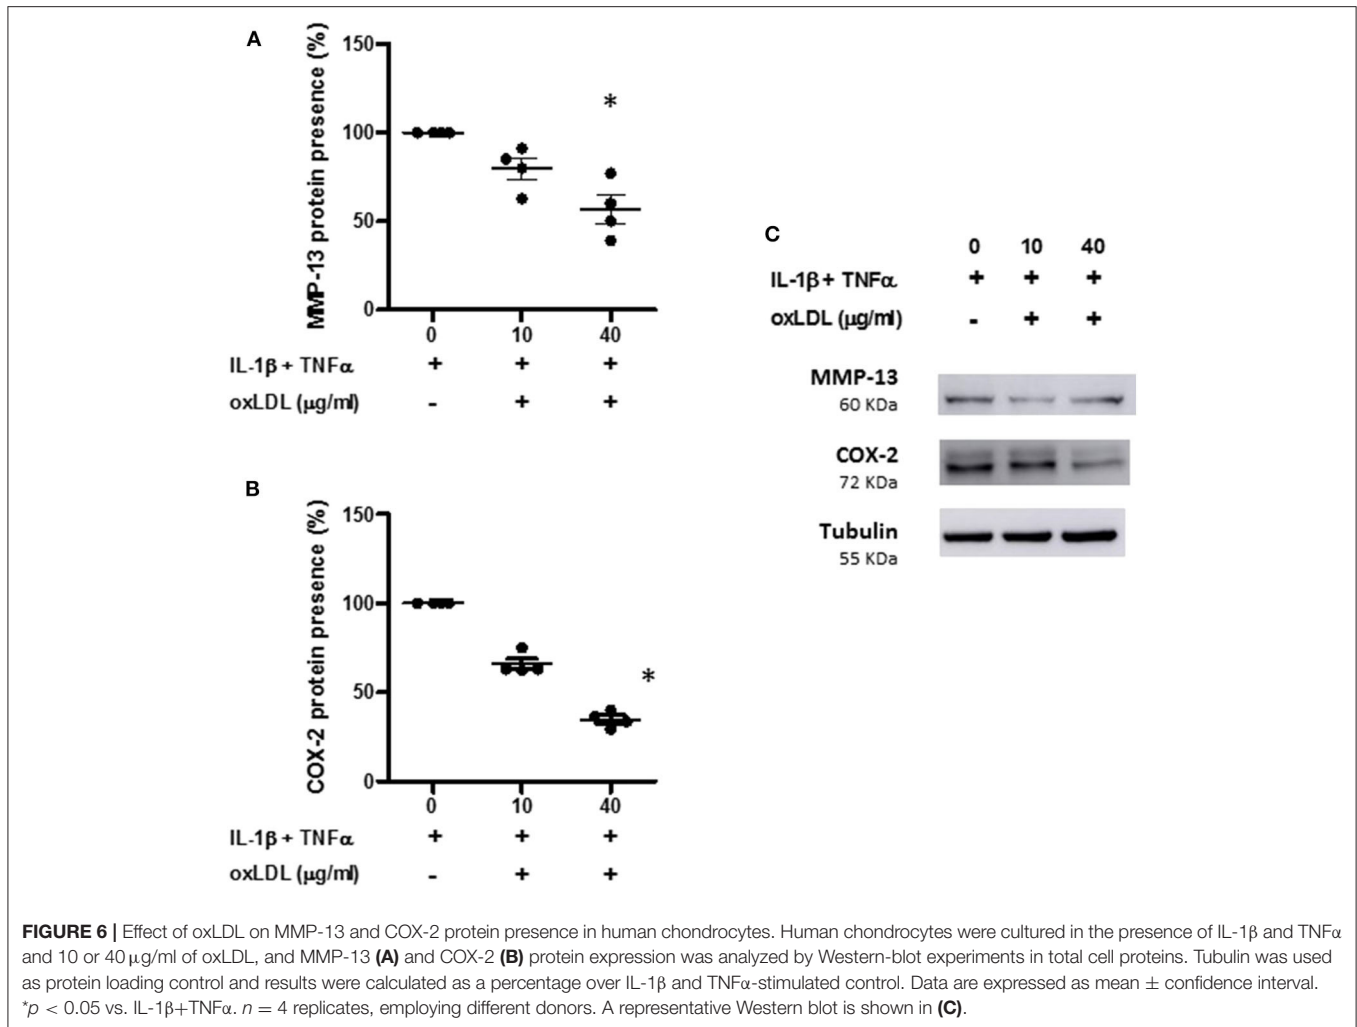 A
MMP-13 protein presence (%)
150
100
50
0
*
0 10 40
IL-1β + TNFα + + +
oxLDL (μg/ml) - + +
B
COX-2 protein presence (%)
150
100
50
0
*
0 10 40
IL-1β + TNFα + + +
oxLDL (μg/ml) - + +
C
0 10 40
IL-1β + TNFα + + +
oxLDL (μg/ml) - + +
MMP-13
60 KDa
COX-2
72 KDa
Tubulin
55 KDa
FIGURE 6 | Effect of oxLDL on MMP-13 and COX-2 protein presence in human chondrocytes. Human chondrocytes were cultured in the presence of IL-1β and TNFα
and 10 or 40 μg/ml of oxLDL, and MMP-13 (A) and COX-2 (B) protein expression was analyzed by Western-blot experiments in total cell proteins. Tubulin was used
as protein loading control and results were calculated as a percentage over IL-1β and TNFα-stimulated control. Data are expressed as mean ± confidence interval.
*p < 0.05 vs. IL-1β+TNFα. n = 4 replicates, employing different donors. A representative Western blot is shown in (C).